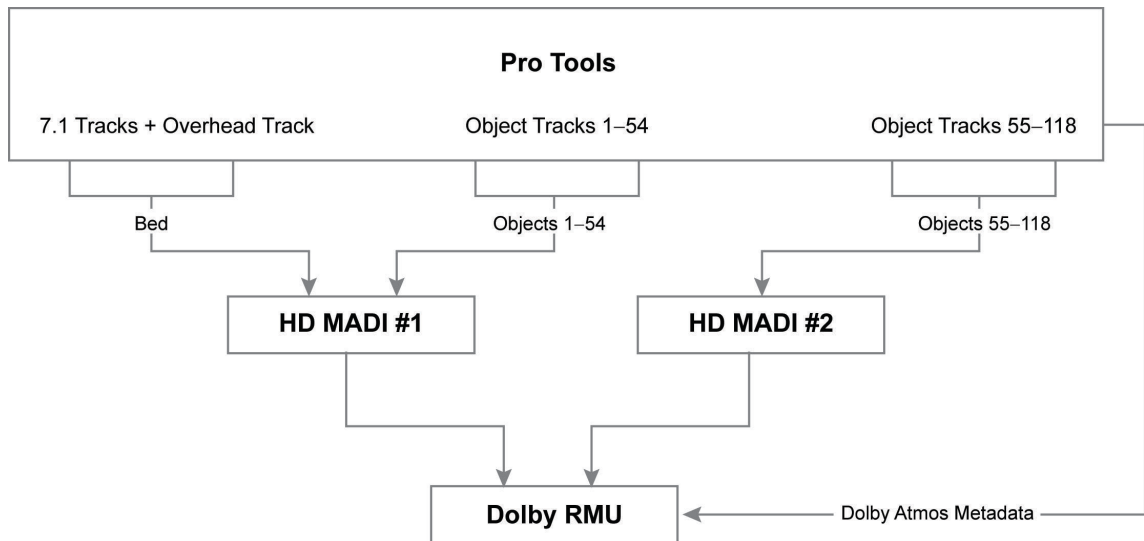 Pro Tools
7.1 Tracks + Overhead Track
Object Tracks 1–54
Object Tracks 55–118
Bed
Objects 1–54
Objects 55–118
HD MADI #1
HD MADI #2
Dolby RMU
Dolby Atmos Metadata